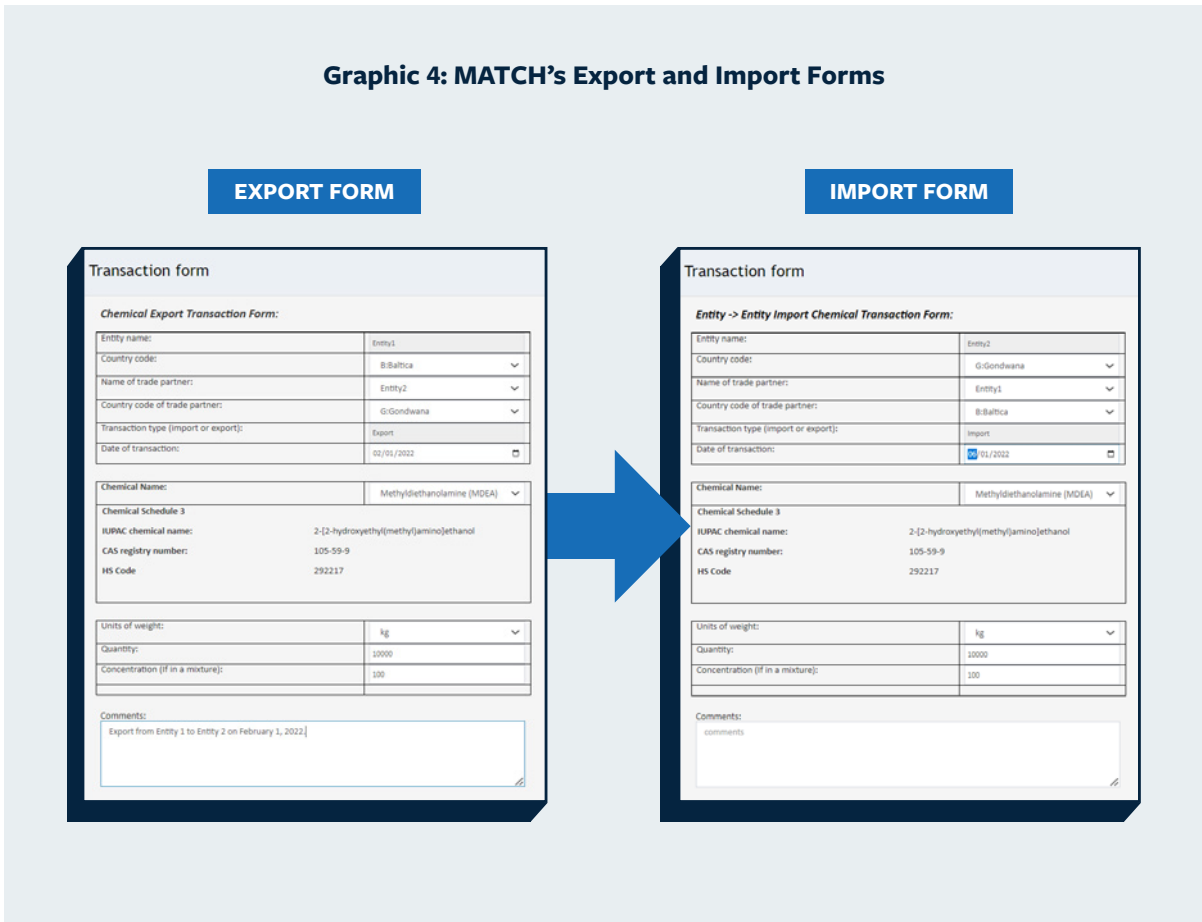 Graphic 4: MATCH's Export and Import Forms
EXPORT FORM
Transaction form
Chemical Export Transaction Form:
Entity name: Entity1
Country code: B:Baltica
Name of trade partner: Entity2
Country code of trade partner: G:Gondwana
Transaction type (import or export): Export
Date of transaction: 02/01/2022
Chemical Name: Methyldiethanolamine (MDEA)
Chemical Schedule 3
IUPAC chemical name: 2-[2-hydroxyethyl(methyl)amino]ethanol
CAS registry number: 105-59-9
HS Code 292217
Units of weight: kg
Quantity: 10000
Concentration (if in a mixture): 100
Comments:
Export from Entity 1 to Entity 2 on February 1, 2022.
IMPORT FORM
Transaction form
Entity -> Entity Import Chemical Transaction Form:
Entity name: Entity2
Country code: G:Gondwana
Name of trade partner: Entity1
Country code of trade partner: B:Baltica
Transaction type (import or export): Import
Date of transaction: 06/01/2022
Chemical Name: Methyldiethanolamine (MDEA)
Chemical Schedule 3
IUPAC chemical name: 2-[2-hydroxyethyl(methyl)amino]ethanol
CAS registry number: 105-59-9
HS Code 292217
Units of weight: kg
Quantity: 10000
Concentration (if in a mixture): 100
Comments:
comments